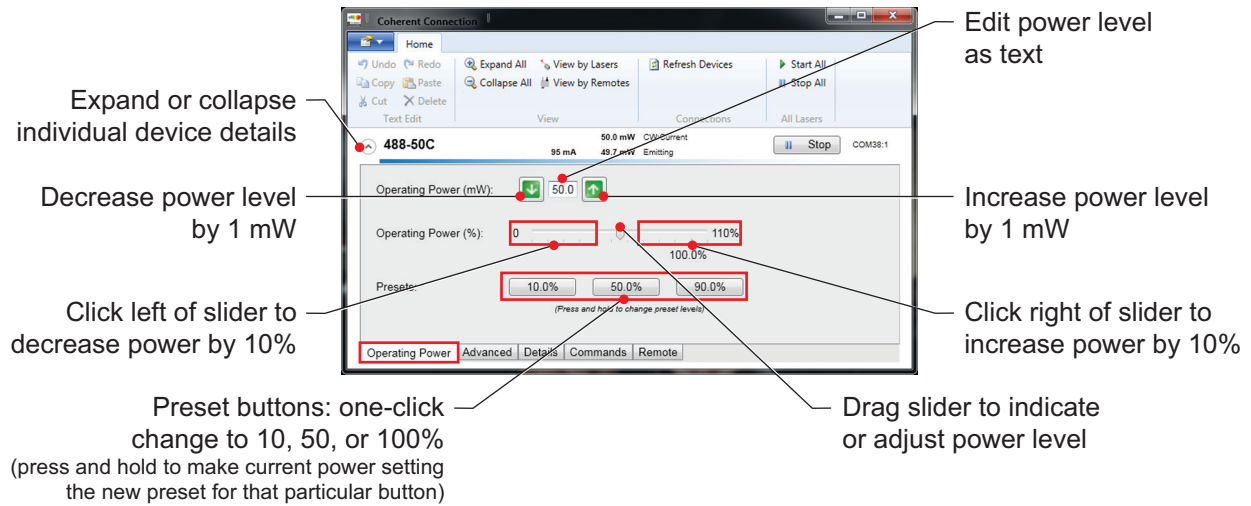 Coherent Connection
Home
Undo Redo
Copy Paste
Cut Delete
Text Edit
Expand All View by Lasers
Collapse All View by Remotes
View
Refresh Devices
Connections
Start All
Stop All
All Lasers
488-50C
50.0 mW CW Current
95 mA 49.7 mW Emitting
Stop
COM38:1
Operating Power (mW): 50.0
Operating Power (%): 0 110%
100.0%
Presets: 10.0% 50.0% 90.0%
(Press and hold to change preset levels)
Operating Power Advanced Details Commands Remote
Edit power level
as text
Expand or collapse
individual device details
Decrease power level
by 1 mW
Increase power level
by 1 mW
Click left of slider to
decrease power by 10%
Click right of slider to
increase power by 10%
Preset buttons: one-click
change to 10, 50, or 100%
(press and hold to make current power setting
the new preset for that particular button)
Drag slider to indicate
or adjust power level